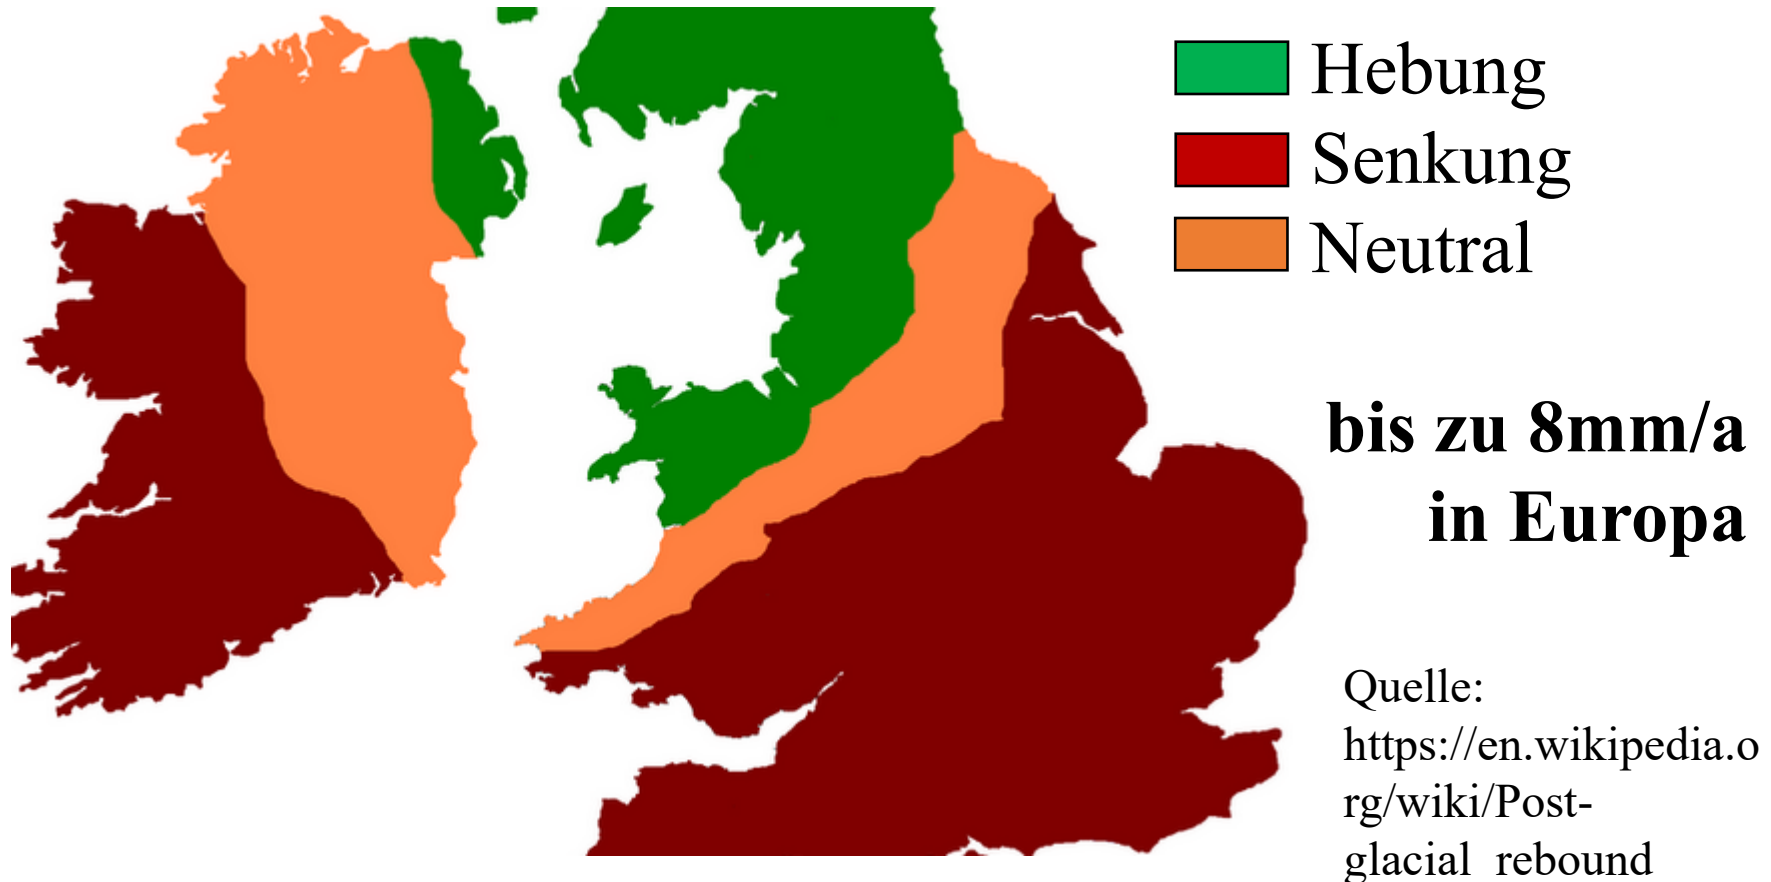 Hebung
Senkung
Neutral
bis zu 8mm/a
in Europa
Quelle:
https://en.wikipedia.o
rg/wiki/Post-
glacial_rebound